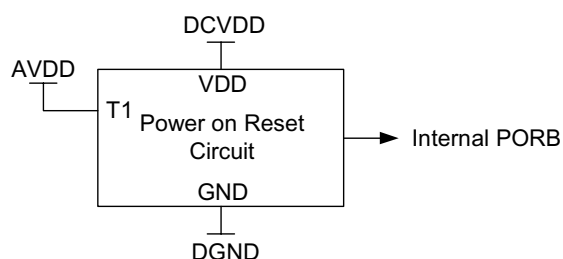 DCVDD
AVDD
VDD
T1
Power on Reset
Circuit
Internal PORB
GND
DGND